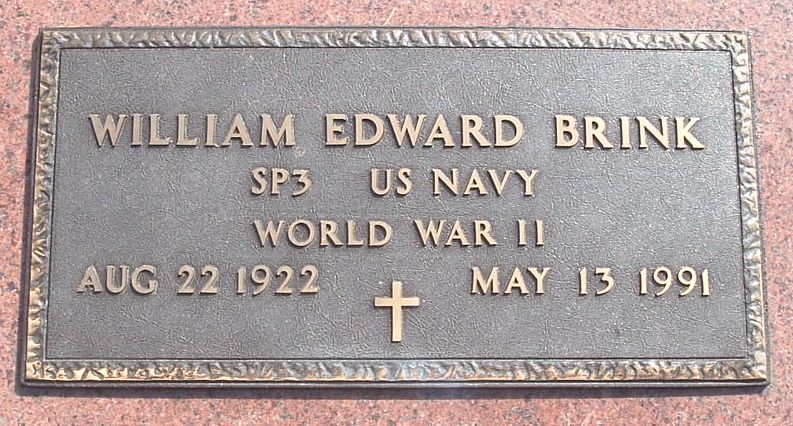 WILLIAM EDWARD BRINK
SP3 US NAVY
WORLD WAR II
AUG 22 1922 MAY 13 1991